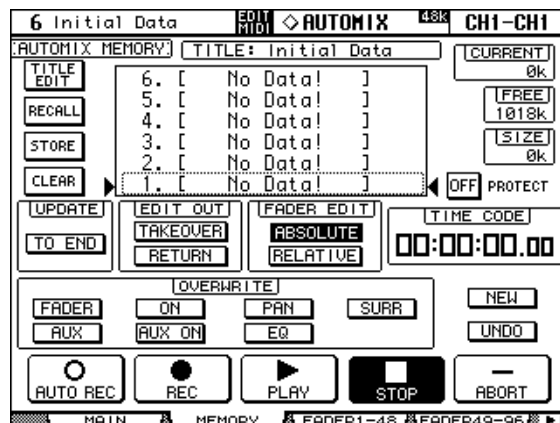 6 Initial Data EDIT MIDI ◇AUTOMIX 48k CH1-CH1
AUTOMIX MEMORY TITLE: Initial Data
CURRENT
0k
TITLE EDIT
6. [ No Data! ]
5. [ No Data! ]
FREE
1018k
RECALL
4. [ No Data! ]
STORE
3. [ No Data! ]
SIZE
0k
2. [ No Data! ]
CLEAR
1. [ No Data! ]
OFF PROTECT
UPDATE EDIT OUT FADER EDIT TIME CODE
TO END TAKEOVER ABSOLUTE 00:00:00.00
RETURN RELATIVE
OVERWRITE
FADER ON PAN SURR NEW
AUX AUX ON EQ UNDO
AUTO REC REC PLAY STOP ABORT
MAIN MEMORY FADER1-48 FADER49-96